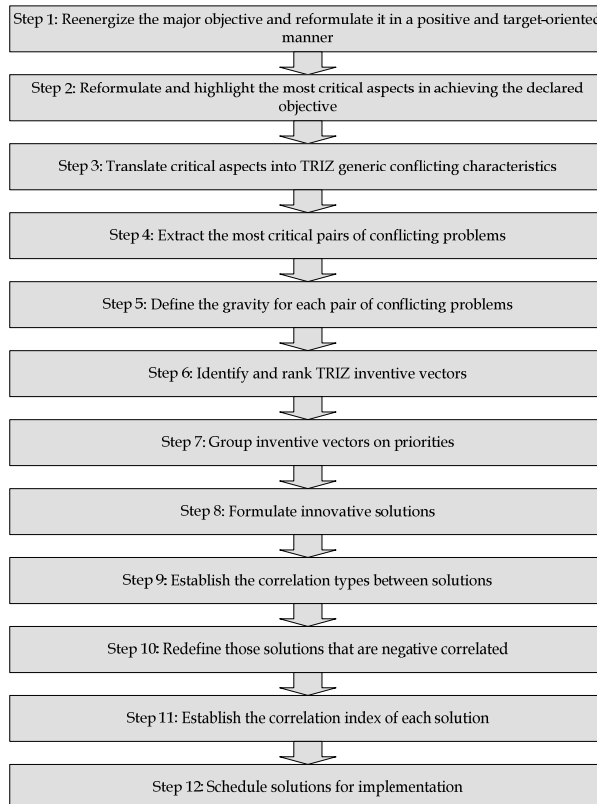 Step 1: Reenergize the major objective and reformulate it in a positive and target-oriented
manner
Step 2: Reformulate and highlight the most critical aspects in achieving the declared
objective
Step 3: Translate critical aspects into TRIZ generic conflicting characteristics
Step 4: Extract the most critical pairs of conflicting problems
Step 5: Define the gravity for each pair of conflicting problems
Step 6: Identify and rank TRIZ inventive vectors
Step 7: Group inventive vectors on priorities
Step 8: Formulate innovative solutions
Step 9: Establish the correlation types between solutions
Step 10: Redefine those solutions that are negative correlated
Step 11: Establish the correlation index of each solution
Step 12: Schedule solutions for implementation